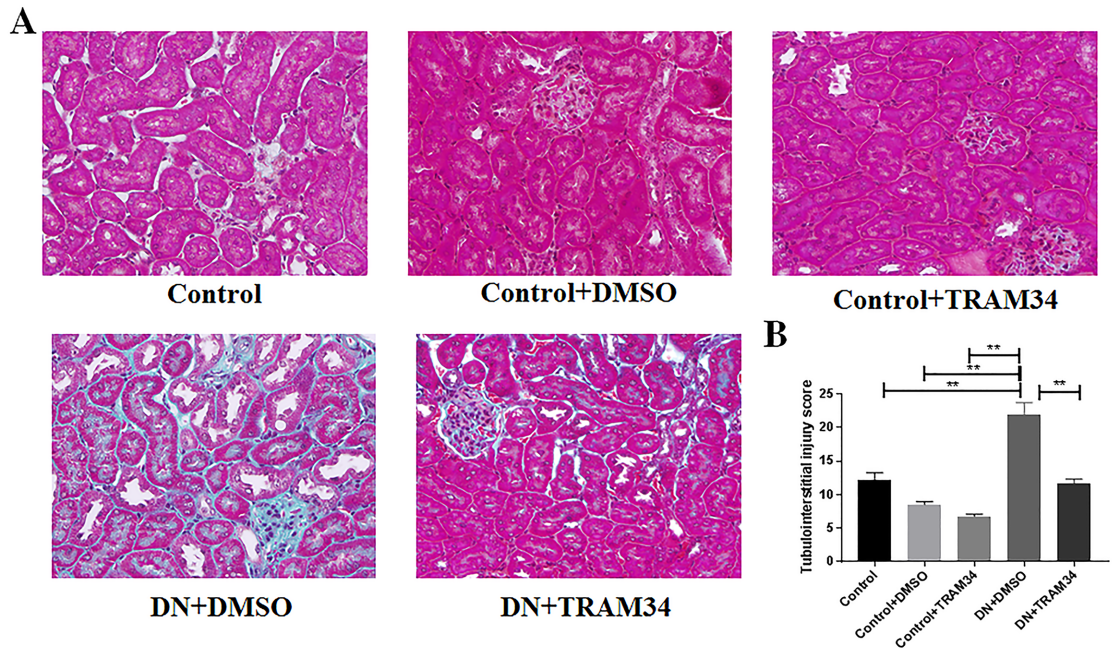 A
Control
Control+DMSO
Control+TRAM34
DN+DMSO
DN+TRAM34
B
**
**
**
**
Tubulointerstitial injury score
25
20
15
10
5
0
Control
Control+DMSO
Control+TRAM34
DN+DMSO
DN+TRAM34